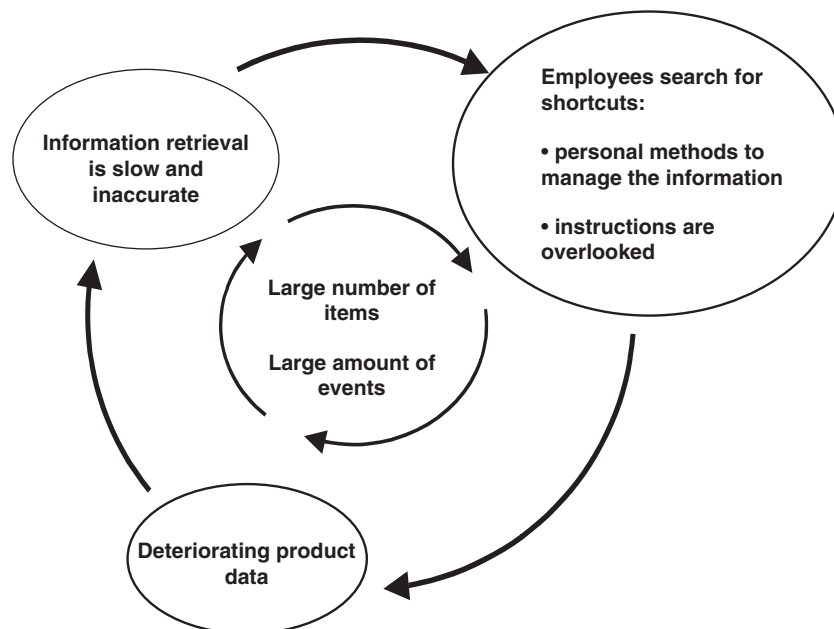 Information retrieval
is slow and
inaccurate
Employees search for
shortcuts:
• personal methods to
manage the information
• instructions are
overlooked
Large number of
items
Large amount of
events
Deteriorating product
data